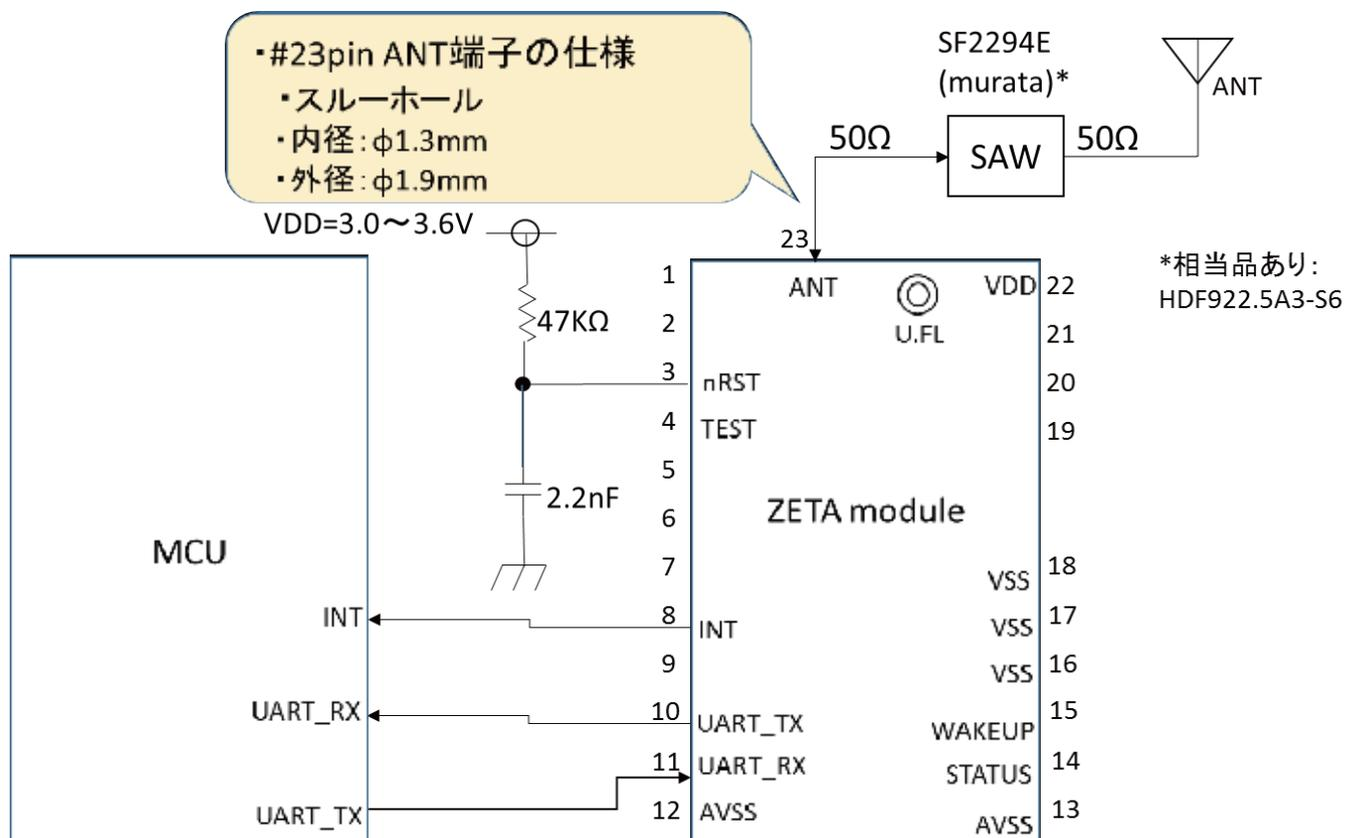 ・#23pin ANT端子の仕様
・スルーホール
・内径:φ1.3mm
・外径:φ1.9mm
SF2294E
(murata)*
ANT
50Ω
SAW
50Ω
VDD=3.0～3.6V
23
*相当品あり:
HDF922.5A3-S6
47KΩ
2.2nF
MCU
INT
UART_RX
UART_TX
1
2
3
4
5
6
7
8
9
10
11
12
ANT
U.FL
VDD
nRST
TEST
ZETA module
INT
UART_TX
UART_RX
AVSS
VSS
VSS
VSS
WAKEUP
STATUS
AVSS
22
21
20
19
18
17
16
15
14
13